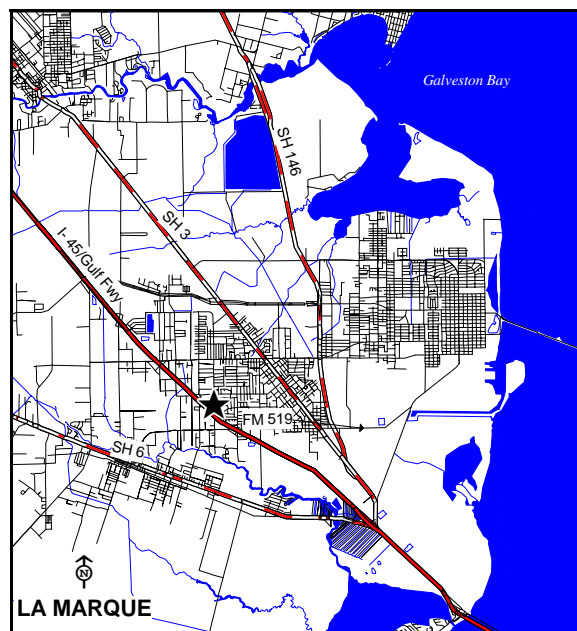 Galveston Bay
SH 146
SH 3
I- 45/Gulf Fwy
FM 519
SH 6
N
LA MARQUE